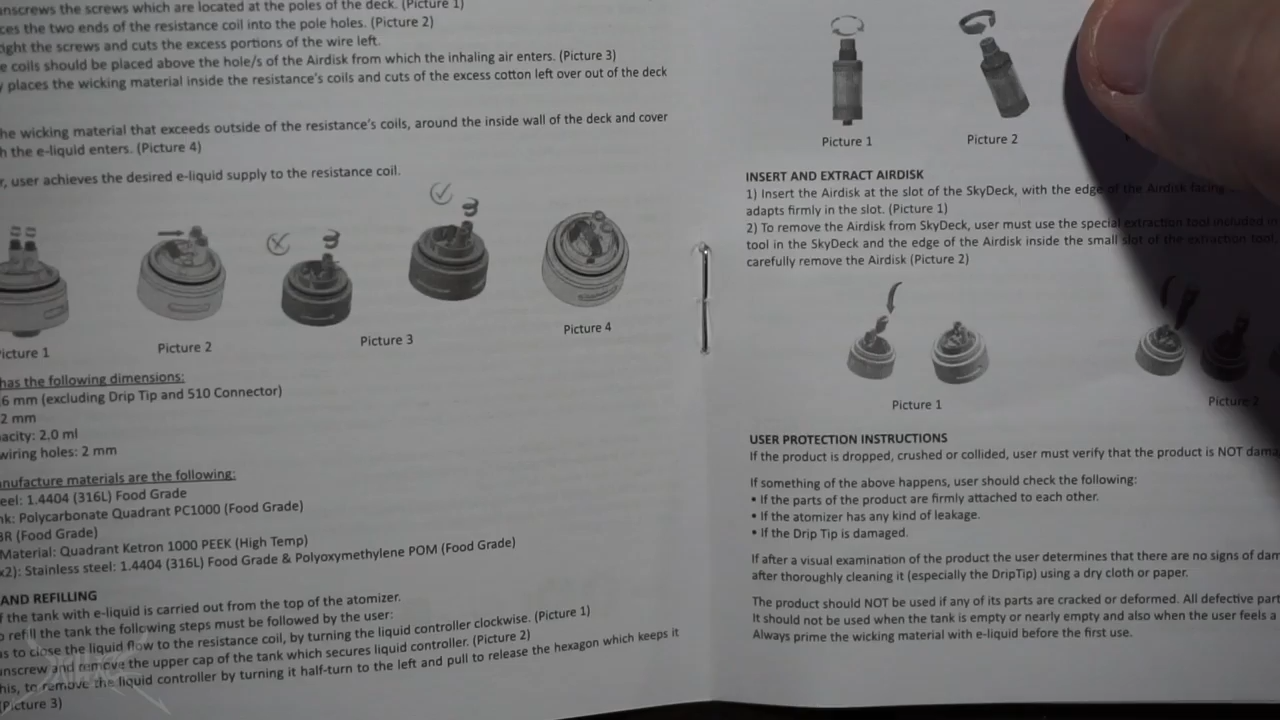 unscrews the screws which are located at the poles of the deck. (Picture 1)
ces the two ends of the resistance coil into the pole holes. (Picture 2)
ight the screws and cuts the excess portions of the wire left.
e coils should be placed above the hole/s of the Airdisk from which the inhaling air enters. (Picture 3)
y places the wicking material inside the resistance's coils and cuts of the excess cotton left over out of the deck
he wicking material that exceeds outside of the resistance's coils, around the inside wall of the deck and cover
h the e-liquid enters. (Picture 4)
r, user achieves the desired e-liquid supply to the resistance coil.
Picture 1
Picture 2
Picture 3
Picture 4
has the following dimensions:
6 mm (excluding Drip Tip and 510 Connector)
2 mm
acity: 2.0 ml
wiring holes: 2 mm
nufacture materials are the following:
eel: 1.4404 (316L) Food Grade
nk: Polycarbonate Quadrant PC1000 (Food Grade)
BR (Food Grade)
Material: Quadrant Ketron 1000 PEEK (High Temp)
x2): Stainless steel: 1.4404 (316L) Food Grade & Polyoxymethylene POM (Food Grade)
AND REFILLING
f the tank with e-liquid is carried out from the top of the atomizer.
o refill the tank the following steps must be followed by the user:
as to close the liquid flow to the resistance coil, by turning the liquid controller clockwise. (Picture 1)
unscrew and remove the upper cap of the tank which secures liquid controller. (Picture 2)
his, to remove the liquid controller by turning it half-turn to the left and pull to release the hexagon which keeps it
(Picture 3)
Picture 1
Picture 2
INSERT AND EXTRACT AIRDISK
1) Insert the Airdisk at the slot of the SkyDeck, with the edge of the Airdisk facing
adapts firmly in the slot. (Picture 1)
2) To remove the Airdisk from SkyDeck, user must use the special extraction tool included
tool in the SkyDeck and the edge of the Airdisk inside the small slot of the extraction tool
carefully remove the Airdisk (Picture 2)
Picture 1
Picture 2
USER PROTECTION INSTRUCTIONS
If the product is dropped, crushed or collided, user must verify that the product is NOT dama
If something of the above happens, user should check the following:
• If the parts of the product are firmly attached to each other.
• If the atomizer has any kind of leakage.
• If the Drip Tip is damaged.
If after a visual examination of the product the user determines that there are no signs of dam
after thoroughly cleaning it (especially the DripTip) using a dry cloth or paper.
The product should NOT be used if any of its parts are cracked or deformed. All defective part
It should not be used when the tank is empty or nearly empty and also when the user feels a
Always prime the wicking material with e-liquid before the first use.